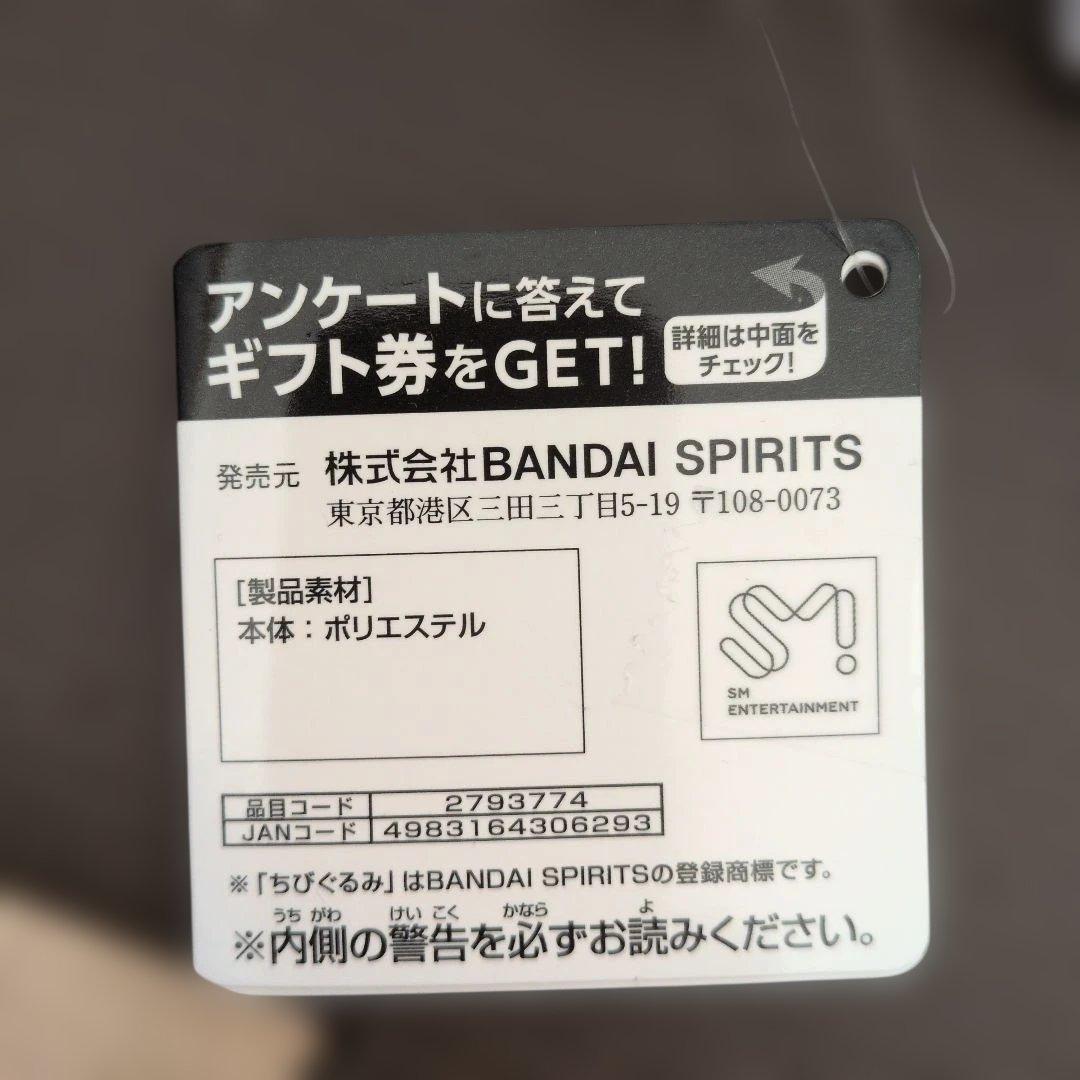 アンケートに答えて
ギフト券をGET!
詳細は中面を
チェック!
発売元 株式会社BANDAI SPIRITS
東京都港区三田三丁目5-19 〒108-0073
[製品素材]
本体：ポリエステル
SM
SM
ENTERTAINMENT
品目コード 2793774
JANコード 4983164306293
※「ちびぐるみ」はBANDAI SPIRITSの登録商標です。
うち がわ けい こく かなら よ
※内側の警告を必ずお読みください。